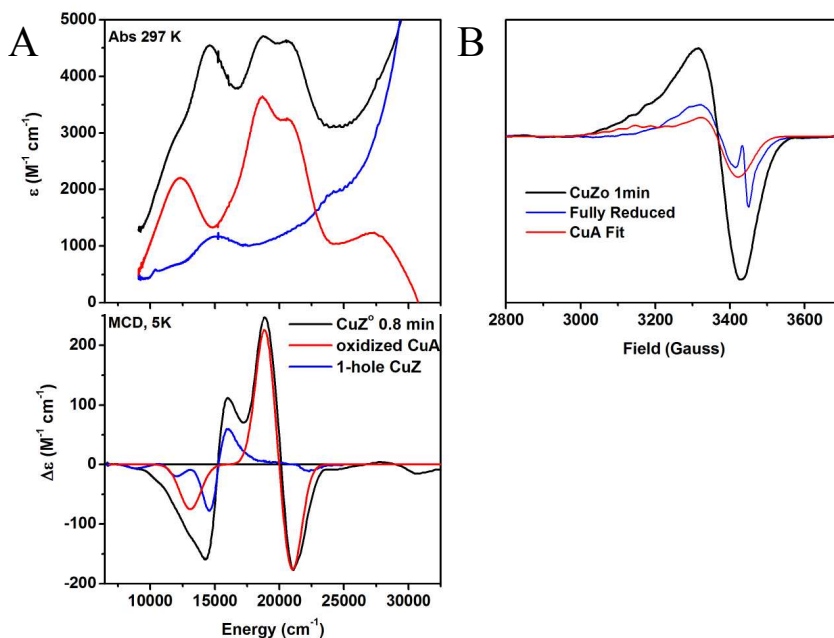 A
Abs 297 K
5000
4000
3000
2000
1000
0
ε (M⁻¹ cm⁻¹)
MCD, 5K
CuZ° 0.8 min
oxidized CuA
1-hole CuZ
200
100
0
-100
-200
Δε (M⁻¹ cm⁻¹)
10000 15000 20000 25000 30000
Energy (cm⁻¹)
B
CuZo 1min
Fully Reduced
CuA Fit
2800 3000 3200 3400 3600
Field (Gauss)